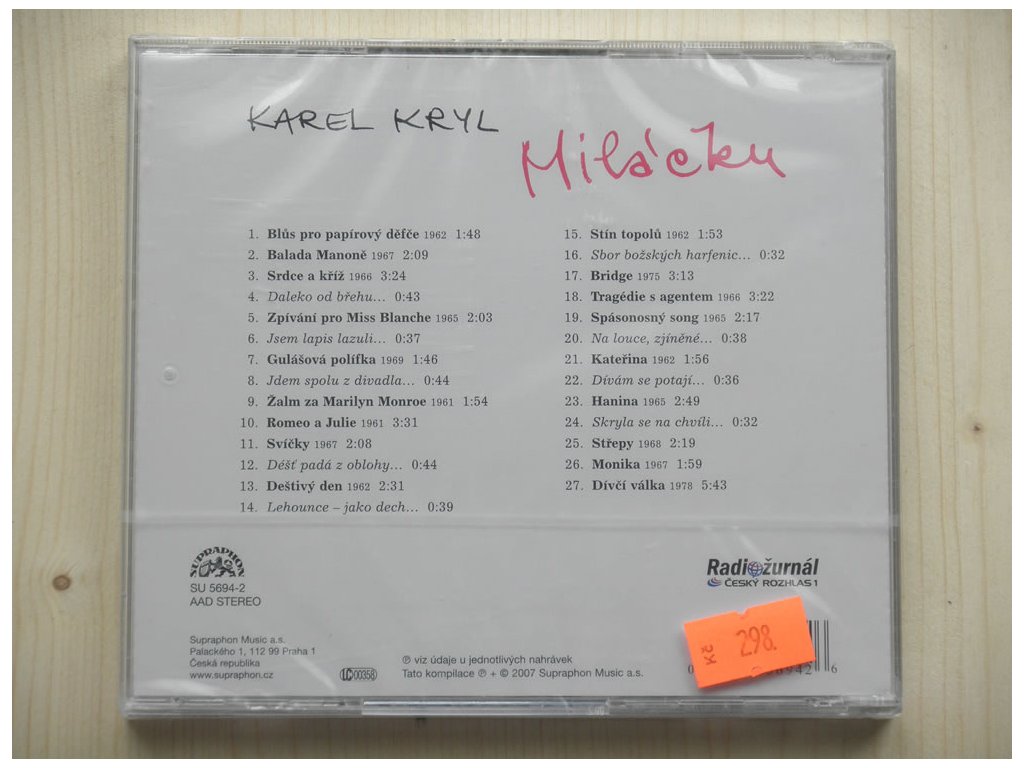 KAREL KRYL
Miláčku
1. Blůs pro papírový děfče 1962 1:48
2. Balada Manoně 1967 2:09
3. Srdce a kříž 1966 3:24
4. Daleko od břehu... 0:43
5. Zpívání pro Miss Blanche 1965 2:03
6. Jsem lapis lazuli... 0:37
7. Gulášová polífka 1969 1:46
8. Jdem spolu z divadla... 0:44
9. Žalm za Marilyn Monroe 1961 1:54
10. Romeo a Julie 1961 3:31
11. Svíčky 1967 2:08
12. Déšť padá z oblohy... 0:44
13. Deštivý den 1962 2:31
14. Lehounce – jako dech... 0:39
15. Stín topolů 1962 1:53
16. Sbor božských harfenic... 0:32
17. Bridge 1975 3:13
18. Tragédie s agentem 1966 3:22
19. Spásonosný song 1965 2:17
20. Na louce, zjíněné... 0:38
21. Kateřina 1962 1:56
22. Dívám se potají... 0:36
23. Hanina 1965 2:49
24. Skryla se na chvíli... 0:32
25. Střepy 1968 2:19
26. Monika 1967 1:59
27. Dívčí válka 1978 5:43
SUPRAPHON
SU 5694-2
AAD STEREO
Radiožurnál
ČESKÝ ROZHLAS 1
Supraphon Music a.s.
Palackého 1, 112 99 Praha 1
Česká republika
www.supraphon.cz
LC 00358
℗ viz údaje u jednotlivých nahrávek
Tato kompilace ℗ + © 2007 Supraphon Music a.s.
Kč 298.